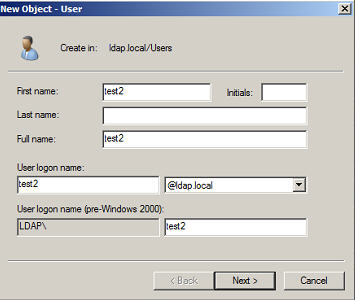 New Object - User
Create in: ldap.local/Users
First name: test2 Initials:
Last name:
Full name: test2
User logon name:
test2 @ldap.local
User logon name (pre-Windows 2000):
LDAP\ test2
< Back Next > Cancel